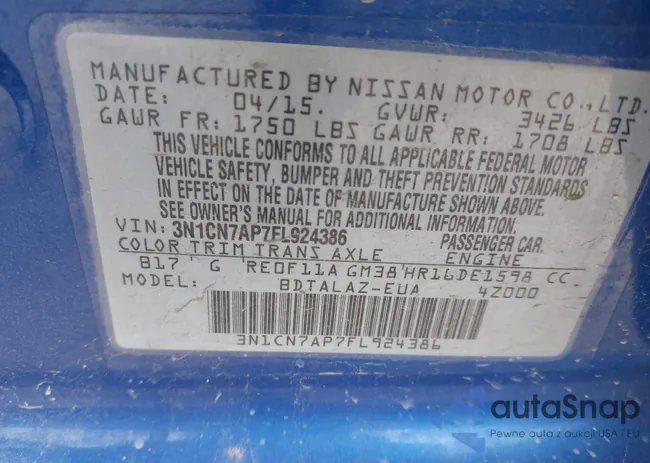 MANUFACTURED BY NISSAN MOTOR CO.,LTD.
DATE: 04/15. GVWR: 3426 LBS
GAWR FR: 1750 LBS GAWR RR: 1708 LBS
THIS VEHICLE CONFORMS TO ALL APPLICABLE FEDERAL MOTOR
VEHICLE SAFETY, BUMPER AND THEFT PREVENTION STANDARDS
IN EFFECT ON THE DATE OF MANUFACTURE SHOWN ABOVE.
SEE OWNER'S MANUAL FOR ADDITIONAL INFORMATION.
VIN: 3N1CN7AP7FL924386 PASSENGER CAR.
COLOR TRIM TRANS AXLE ENGINE
B17 G RE0F11A GM38 HR16DE1598 CC
MODEL: BDTALAZ-EUA 4Z000
3N1CN7AP7FL924386
autaSnap
Pewne auta z aukcji USA - EU